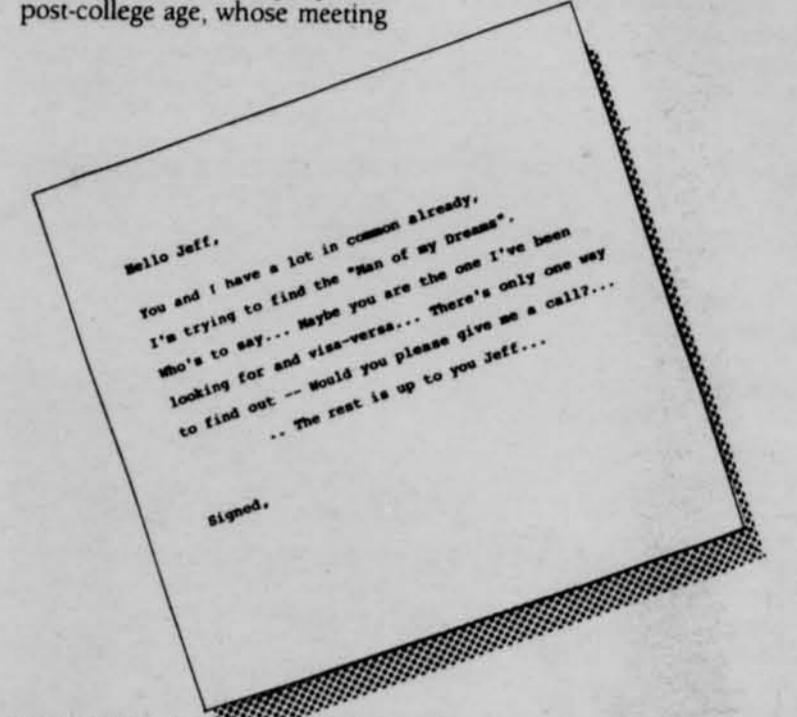 post-college age, whose meeting
Hello Jeff,
You and I have a lot in common already,
I'm trying to find the "Man of my Dreams".
Who's to say... Maybe you are the one I've been
looking for and visa-versa... There's only one way
to find out -- Would you please give me a call?...
.. The rest is up to you Jeff...
Signed,